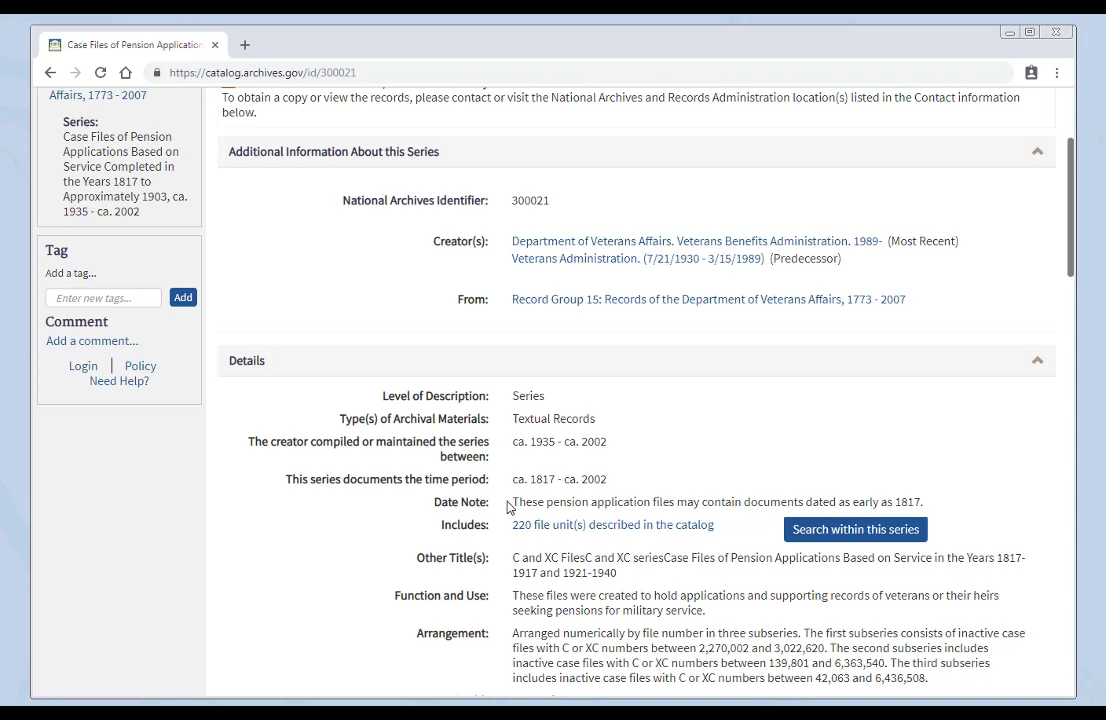 Case Files of Pension Application
https://catalog.archives.gov/id/300021
Affairs, 1773 - 2007
Series:
Case Files of Pension
Applications Based on
Service Completed in
the Years 1817 to
Approximately 1903, ca.
1935 - ca. 2002
Tag
Add a tag...
Enter new tags...
Add
Comment
Add a comment...
Login | Policy
Need Help?
To obtain a copy or view the records, please contact or visit the National Archives and Records Administration location(s) listed in the Contact information
below.
Additional Information About this Series
National Archives Identifier: 300021
Creator(s): Department of Veterans Affairs. Veterans Benefits Administration. 1989- (Most Recent)
Veterans Administration. (7/21/1930 - 3/15/1989) (Predecessor)
From: Record Group 15: Records of the Department of Veterans Affairs, 1773 - 2007
Details
Level of Description: Series
Type(s) of Archival Materials: Textual Records
The creator compiled or maintained the series ca. 1935 - ca. 2002
between:
This series documents the time period: ca. 1817 - ca. 2002
Date Note: These pension application files may contain documents dated as early as 1817.
Includes: 220 file unit(s) described in the catalog Search within this series
Other Title(s): C and XC FilesC and XC seriesCase Files of Pension Applications Based on Service in the Years 1817-
1917 and 1921-1940
Function and Use: These files were created to hold applications and supporting records of veterans or their heirs
seeking pensions for military service.
Arrangement: Arranged numerically by file number in three subseries. The first subseries consists of inactive case
files with C or XC numbers between 2,270,002 and 3,022,620. The second subseries includes
inactive case files with C or XC numbers between 139,801 and 6,363,540. The third subseries
includes inactive case files with C or XC numbers between 42,063 and 6,436,508.